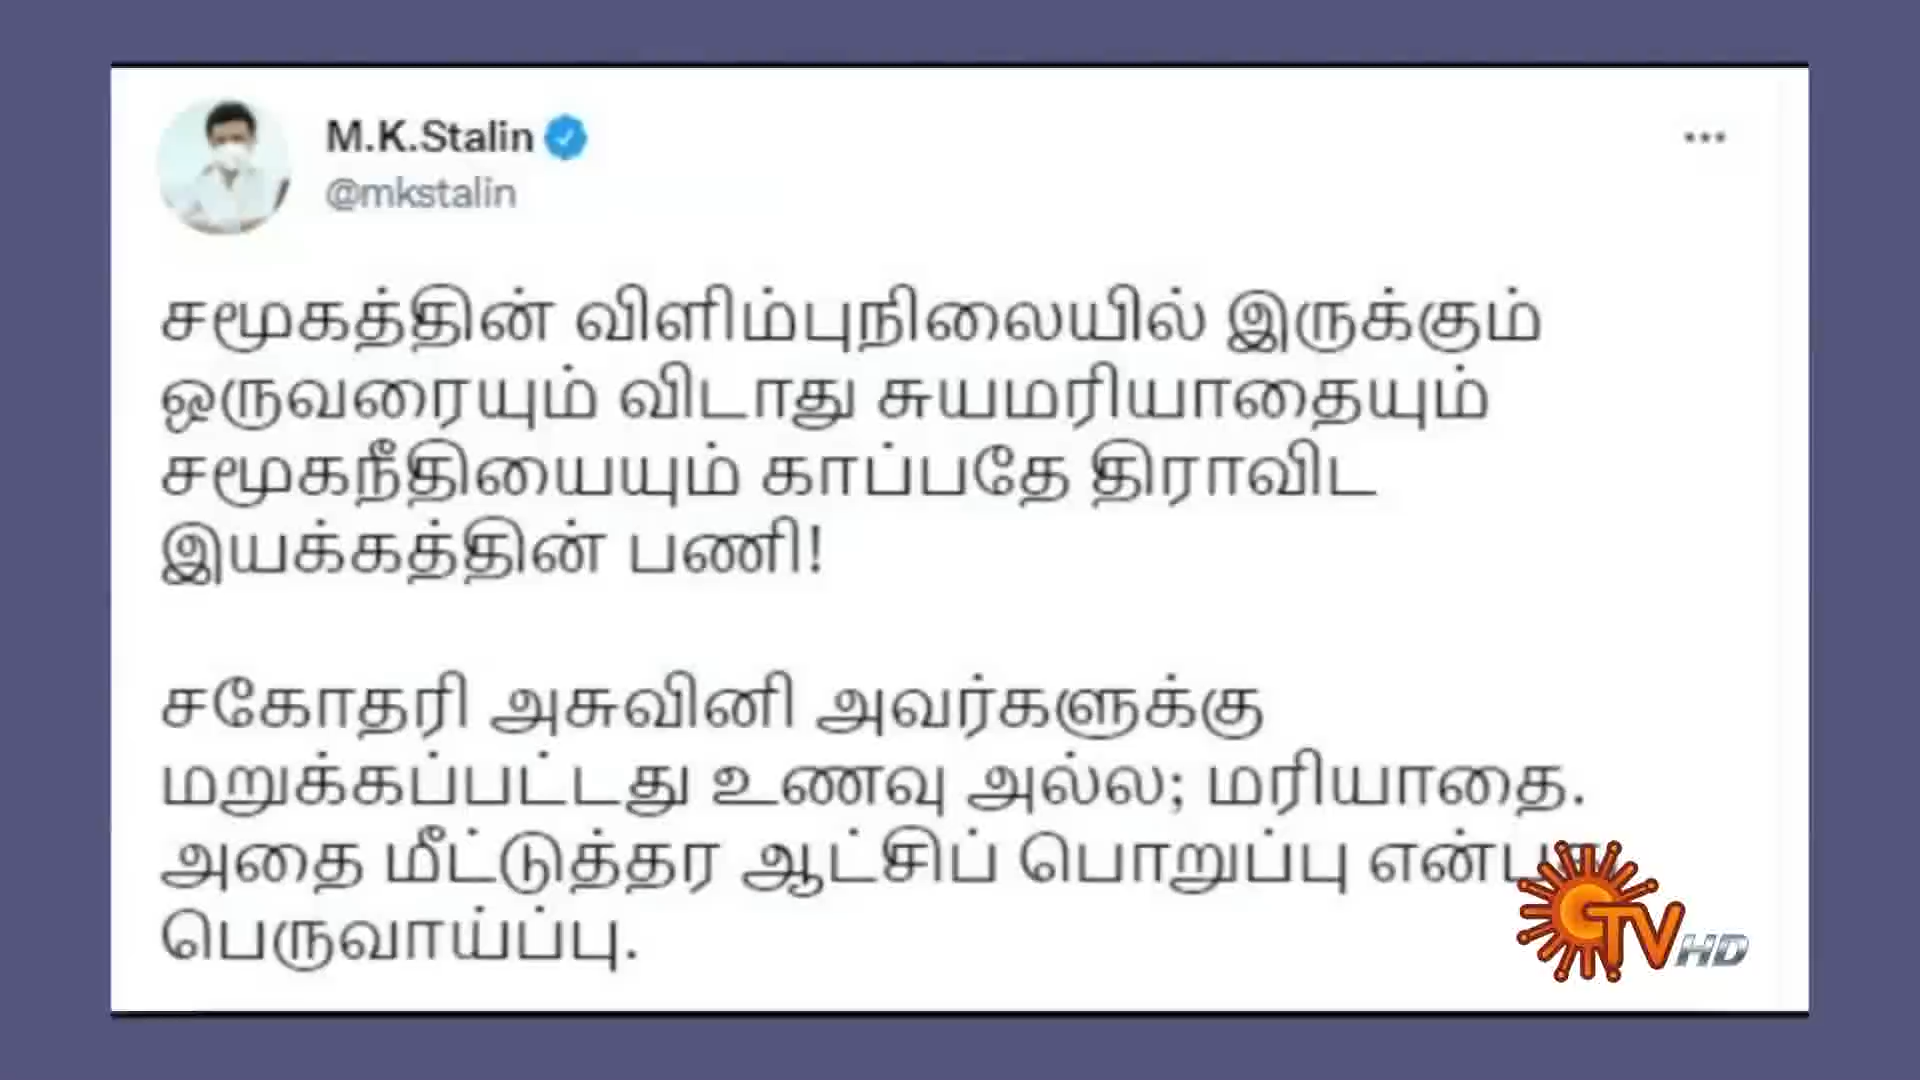 M.K.Stalin
@mkstalin
சமூகத்தின் விளிம்புநிலையில் இருக்கும்
ஒருவரையும் விடாது சுயமரியாதையும்
சமூகநீதியையும் காப்பதே திராவிட
இயக்கத்தின் பணி!
சகோதரி அசுவினி அவர்களுக்கு
மறுக்கப்பட்டது உணவு அல்ல; மரியாதை.
அதை மீட்டுத்தர ஆட்சிப் பொறுப்பு
பெருவாய்ப்பு.
TV HD